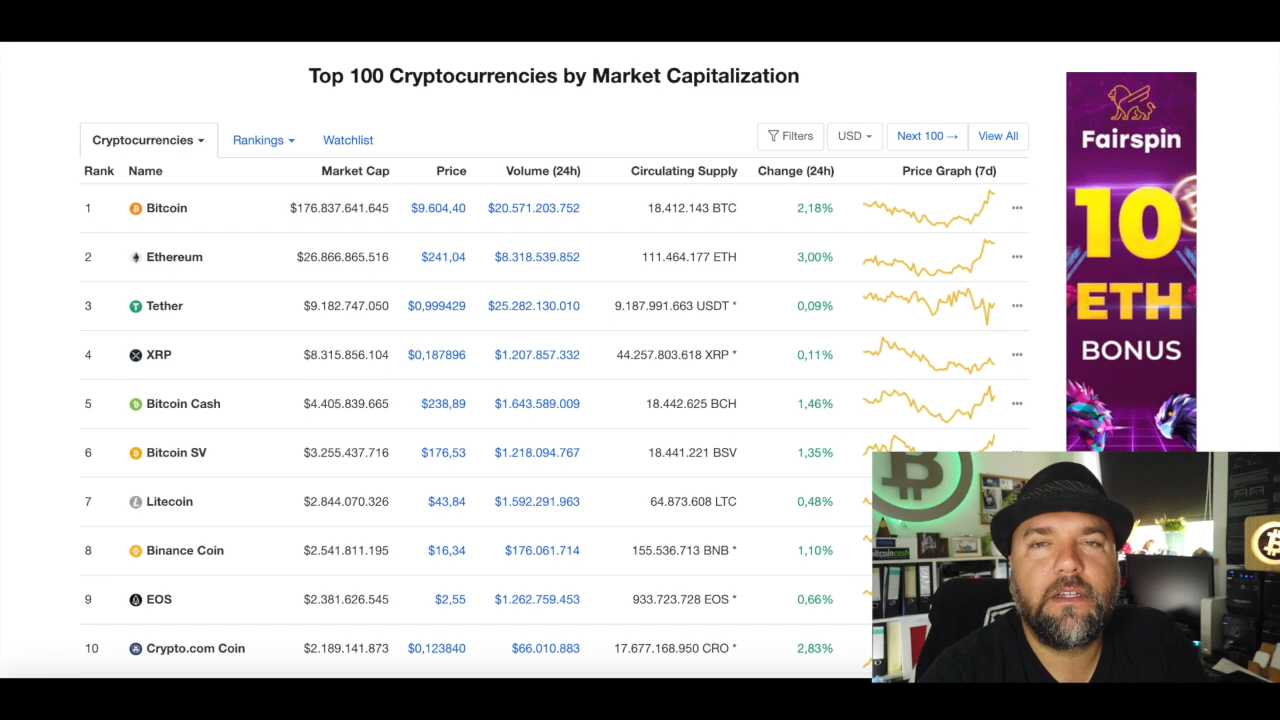 Top 100 Cryptocurrencies by Market Capitalization
Cryptocurrencies Rankings Watchlist Filters USD Next 100 → View All
Rank Name Market Cap Price Volume (24h) Circulating Supply Change (24h) Price Graph (7d)
1 Bitcoin $176.837.641.645 $9.604,40 $20.571.203.752 18.412.143 BTC 2,18%
2 Ethereum $26.866.865.516 $241,04 $8.318.539.852 111.464.177 ETH 3,00%
3 Tether $9.182.747.050 $0,999429 $25.282.130.010 9.187.991.663 USDT * 0,09%
4 XRP $8.315.856.104 $0,187896 $1.207.857.332 44.257.803.618 XRP * 0,11%
5 Bitcoin Cash $4.405.839.665 $238,89 $1.643.589.009 18.442.625 BCH 1,46%
6 Bitcoin SV $3.255.437.716 $176,53 $1.218.094.767 18.441.221 BSV 1,35%
7 Litecoin $2.844.070.326 $43,84 $1.592.291.963 64.873.608 LTC 0,48%
8 Binance Coin $2.541.811.195 $16,34 $176.061.714 155.536.713 BNB * 1,10%
9 EOS $2.381.626.545 $2,55 $1.262.759.453 933.723.728 EOS * 0,66%
10 Crypto.com Coin $2.189.141.873 $0,123840 $66.010.883 17.677.168.950 CRO * 2,83%
Fairspin
10
ETH
BONUS
bitcoincash